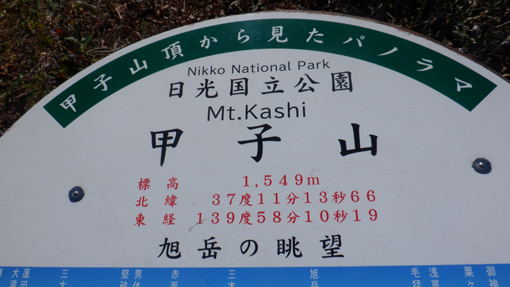 甲子山頂から見たパノラマ
Nikko National Park
日光国立公園
Mt.Kashi
甲子山
標高 1,549m
北緯 37度11分13秒66
東経 139度58分10秒19
旭岳の眺望